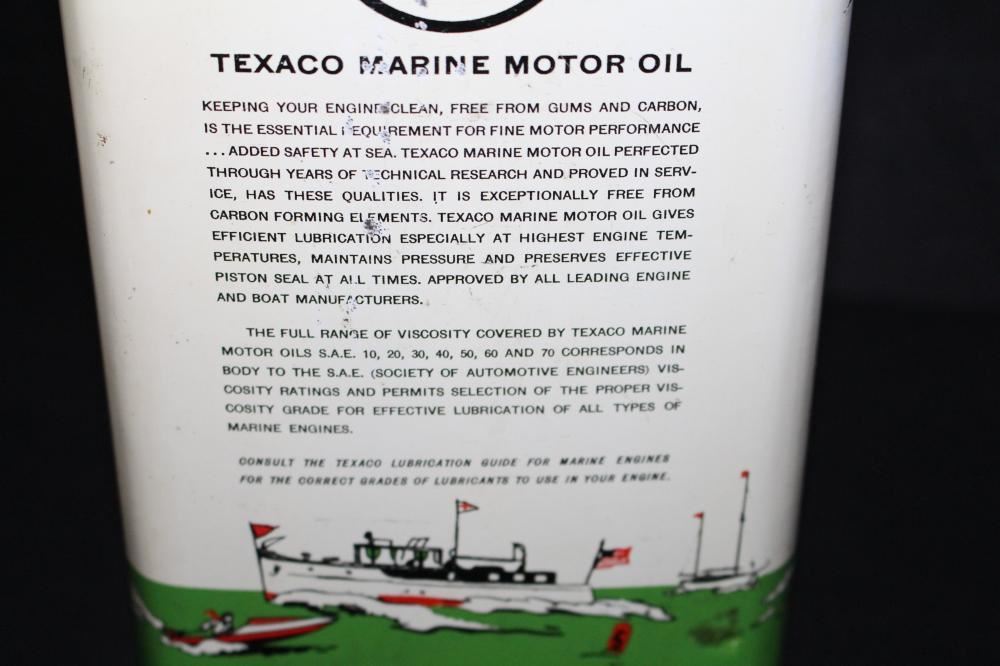 TEXACO MARINE MOTOR OIL
KEEPING YOUR ENGINE CLEAN, FREE FROM GUMS AND CARBON,
IS THE ESSENTIAL REQUIREMENT FOR FINE MOTOR PERFORMANCE
...ADDED SAFETY AT SEA. TEXACO MARINE MOTOR OIL PERFECTED
THROUGH YEARS OF TECHNICAL RESEARCH AND PROVED IN SERV-
ICE, HAS THESE QUALITIES. IT IS EXCEPTIONALLY FREE FROM
CARBON FORMING ELEMENTS. TEXACO MARINE MOTOR OIL GIVES
EFFICIENT LUBRICATION ESPECIALLY AT HIGHEST ENGINE TEM-
PERATURES, MAINTAINS PRESSURE AND PRESERVES EFFECTIVE
PISTON SEAL AT ALL TIMES. APPROVED BY ALL LEADING ENGINE
AND BOAT MANUFACTURERS.
THE FULL RANGE OF VISCOSITY COVERED BY TEXACO MARINE
MOTOR OILS S.A.E. 10, 20, 30, 40, 50, 60 AND 70 CORRESPONDS IN
BODY TO THE S.A.E. (SOCIETY OF AUTOMOTIVE ENGINEERS) VIS-
COSITY RATINGS AND PERMITS SELECTION OF THE PROPER VIS-
COSITY GRADE FOR EFFECTIVE LUBRICATION OF ALL TYPES OF
MARINE ENGINES.
CONSULT THE TEXACO LUBRICATION GUIDE FOR MARINE ENGINES
FOR THE CORRECT GRADES OF LUBRICANTS TO USE IN YOUR ENGINE.